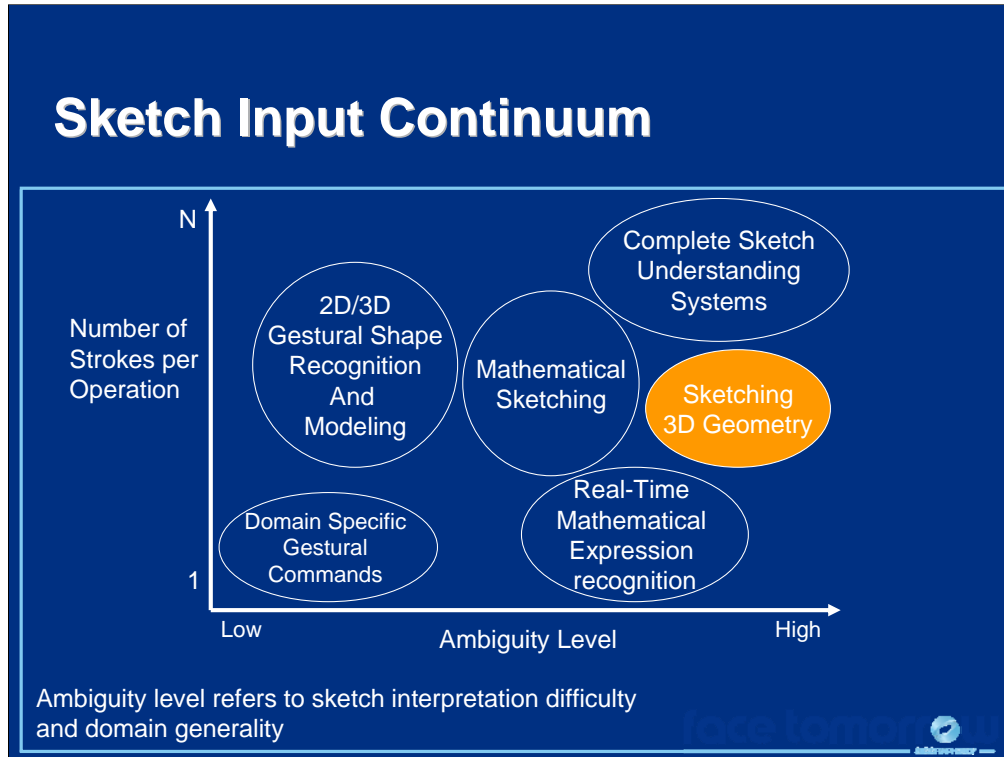 Sketch Input Continuum
N
Number of
Strokes per
Operation
1
2D/3D
Gestural Shape
Recognition
And
Modeling
Mathematical
Sketching
Complete Sketch
Understanding
Systems
Sketching
3D Geometry
Domain Specific
Gestural
Commands
Real-Time
Mathematical
Expression
recognition
Low
Ambiguity Level
High
Ambiguity level refers to sketch interpretation difficulty
and domain generality
face tomorrow